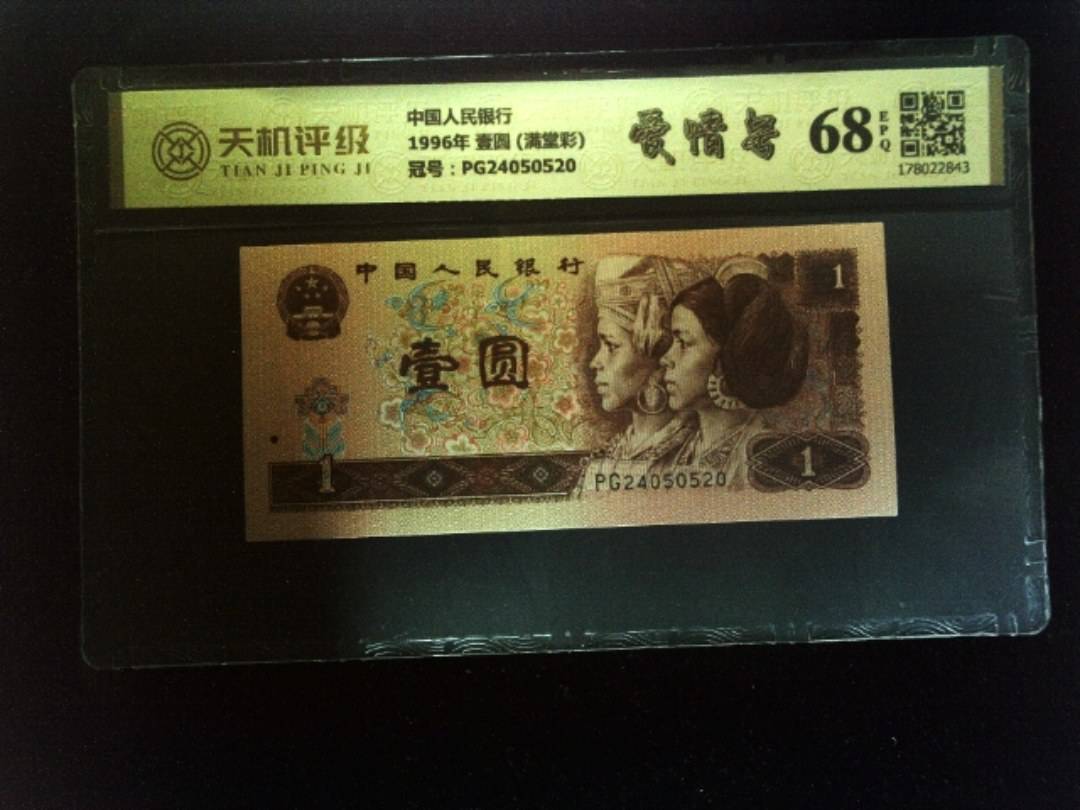 天机评级
TIAN JI PING JI
中国人民银行
1996年 壹圆 (满堂彩)
冠号:PG24050520
爱情号
68
EPQ
178022843
中国人民银行
1
壹圆
1
PG24050520
1